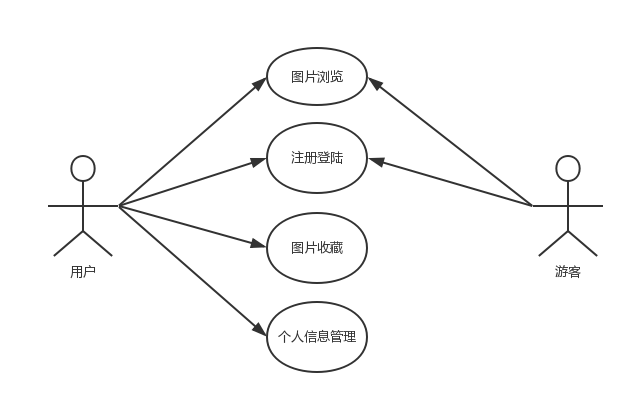 图片浏览
注册登陆
图片收藏
用户
游客
个人信息管理